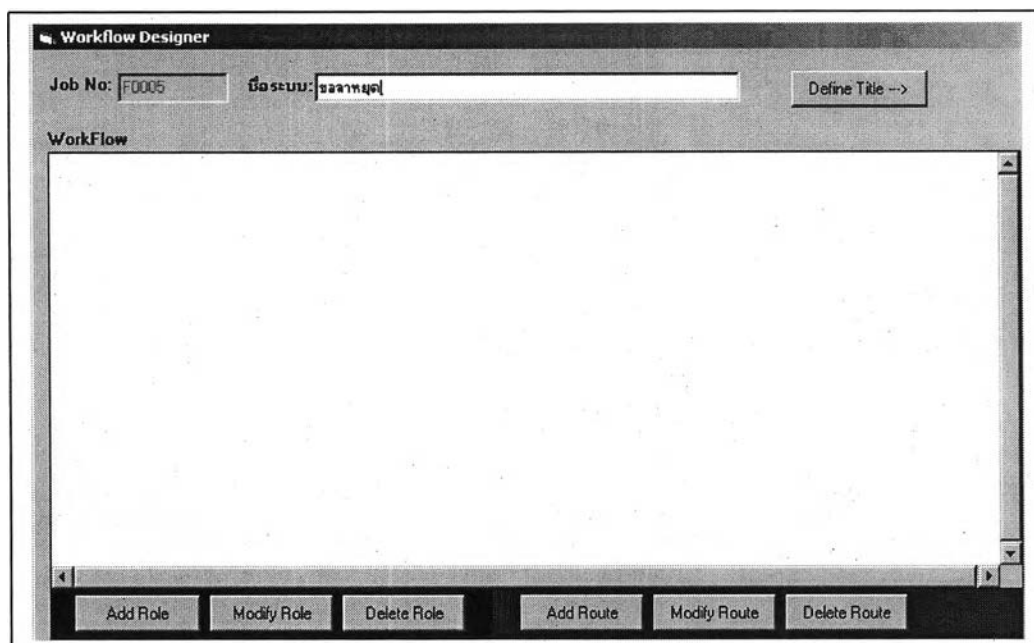 Workflow Designer
Job No: F0005 ชื่อระบบ: ขอลาหยุด Define Title -->
WorkFlow
Add Role Modify Role Delete Role Add Route Modify Route Delete Route